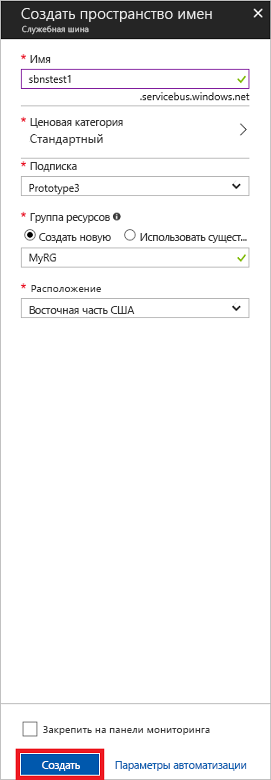 Создать пространство имен
Служебная шина
* Имя
sbnstest1
.servicebus.windows.net
* Ценовая категория
Стандартный
* Подписка
Prototype3
* Группа ресурсов
Создать новую Использовать сущест...
MyRG
* Расположение
Восточная часть США
Закрепить на панели мониторинга
Создать Параметры автоматизации